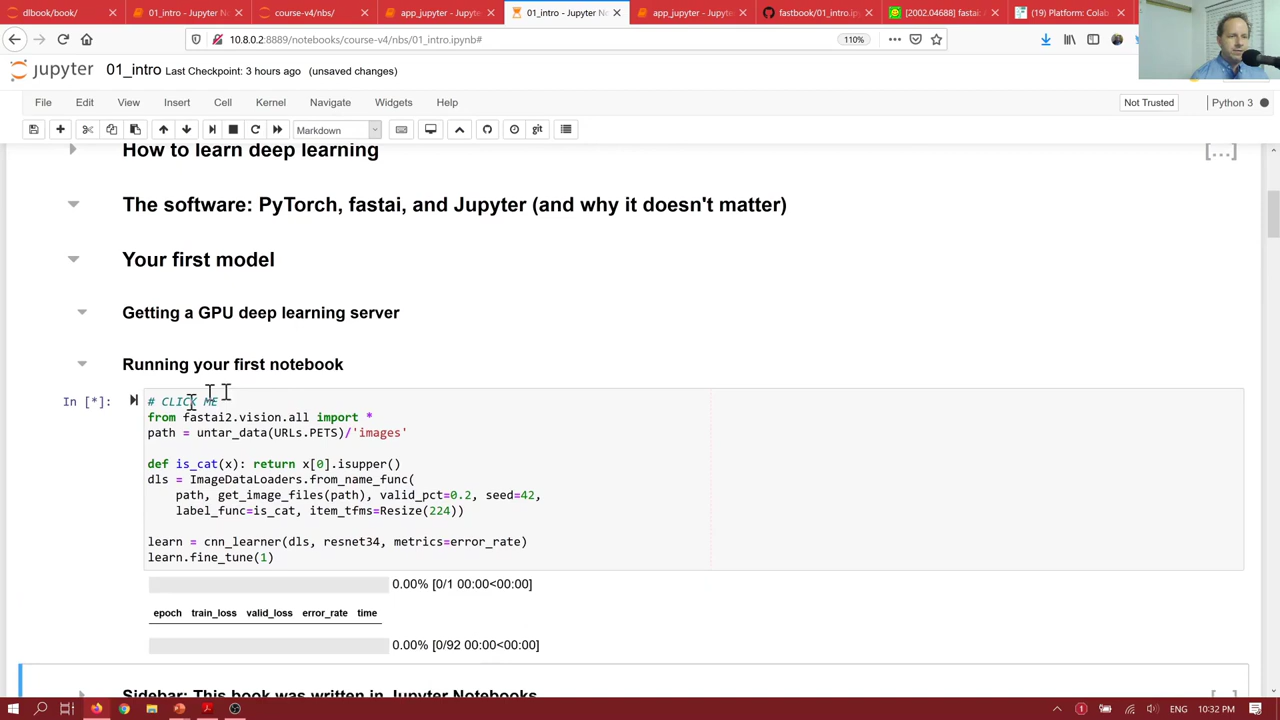 dlbook/book/
01_intro - Jupyter Notebook
course-v4/nbs/
app_jupyter - Jupyter
01_intro - Jupyter No
app_jupyter - Jupyter
fastbook/01_intro.ipynb
[2002.04688] fastai:
(19) Platform: Colab
10.8.0.2:8889/notebooks/course-v4/nbs/01_intro.ipynb#
110%
jupyter 01_intro Last Checkpoint: 3 hours ago (unsaved changes)
File Edit View Insert Cell Kernel Navigate Widgets Help
Not Trusted
Python 3
Markdown
git
How to learn deep learning
[...]
The software: PyTorch, fastai, and Jupyter (and why it doesn't matter)
Your first model
Getting a GPU deep learning server
Running your first notebook
In [*]:
# CLICK ME
from fastai2.vision.all import *
path = untar_data(URLs.PETS)/'images'
def is_cat(x): return x[0].isupper()
dls = ImageDataLoaders.from_name_func(
path, get_image_files(path), valid_pct=0.2, seed=42,
label_func=is_cat, item_tfms=Resize(224))
learn = cnn_learner(dls, resnet34, metrics=error_rate)
learn.fine_tune(1)
0.00% [0/1 00:00<00:00]
epoch train_loss valid_loss error_rate time
0.00% [0/92 00:00<00:00]
Sidebar: This book was written in Jupyter Notebooks
ENG 10:32 PM